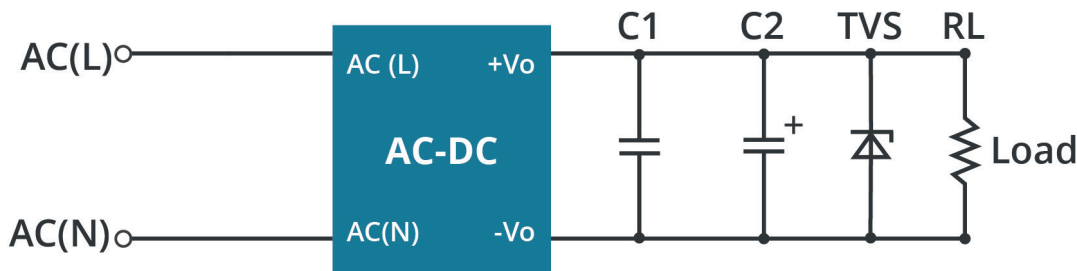 C1 C2 TVS RL
AC(L) AC (L) +Vo
AC-DC + Load
AC(N) AC(N) -Vo